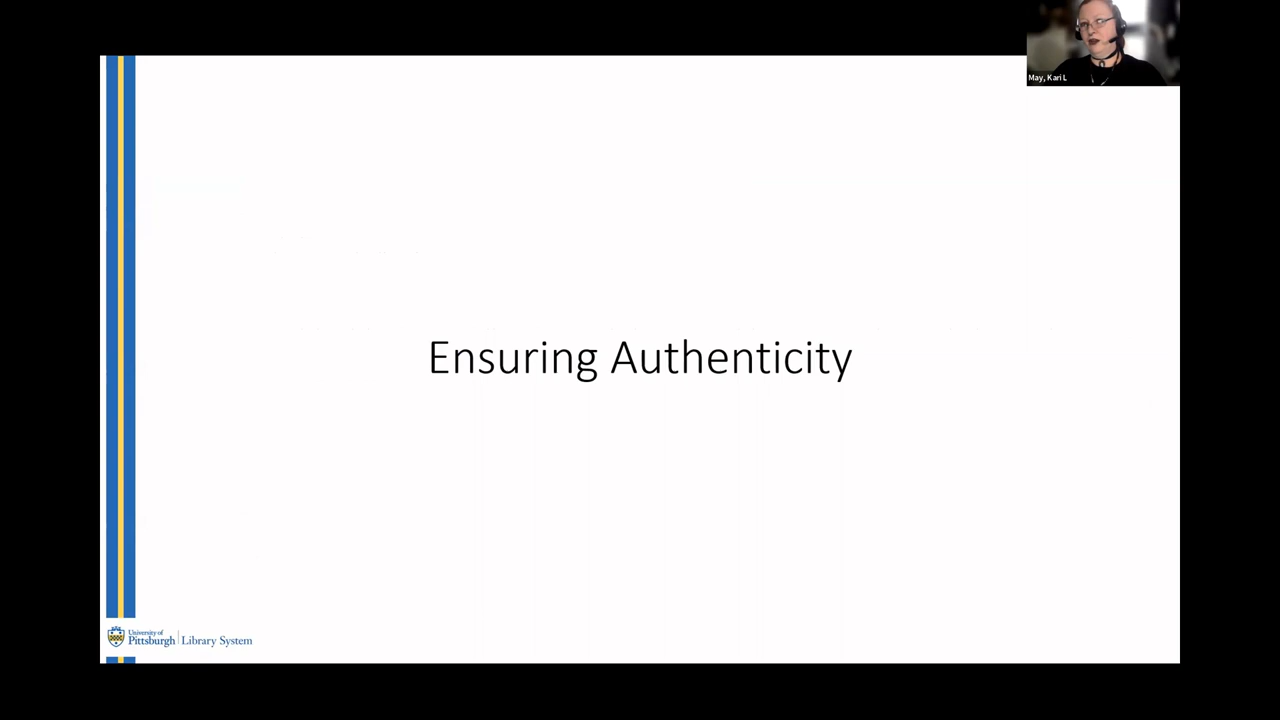 May, Kari L
Ensuring Authenticity
University of
Pittsburgh
Library System